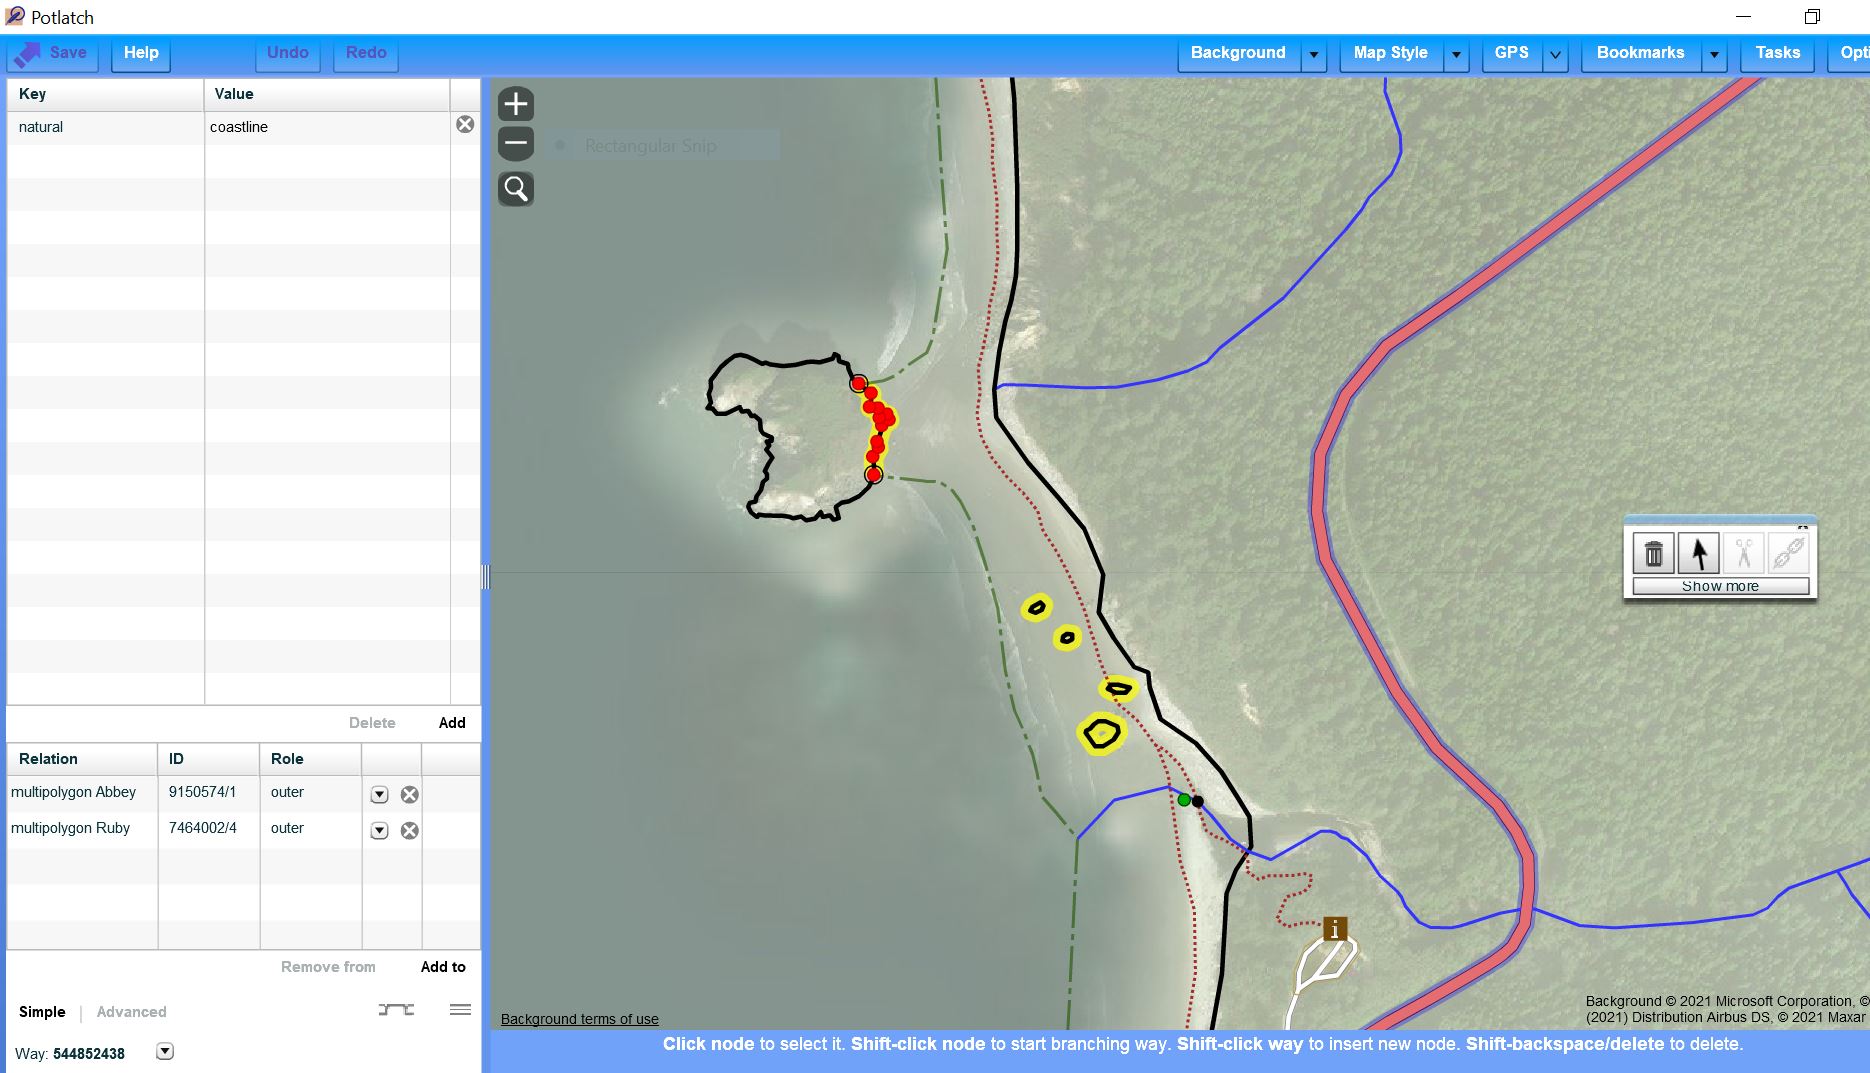 Potlatch
Save Help Undo Redo Background Map Style GPS Bookmarks Tasks Opti
Key Value
natural coastline
Rectangular Snip
Delete Add
Relation ID Role
multipolygon Abbey 9150574/1 outer
multipolygon Ruby 7464002/4 outer
Remove from Add to
Simple | Advanced
Way: 544852438
Show more
i
Background © 2021 Microsoft Corporation, ©
(2021) Distribution Airbus DS, © 2021 Maxar
Background terms of use
Click node to select it. Shift-click node to start branching way. Shift-click way to insert new node. Shift-backspace/delete to delete.